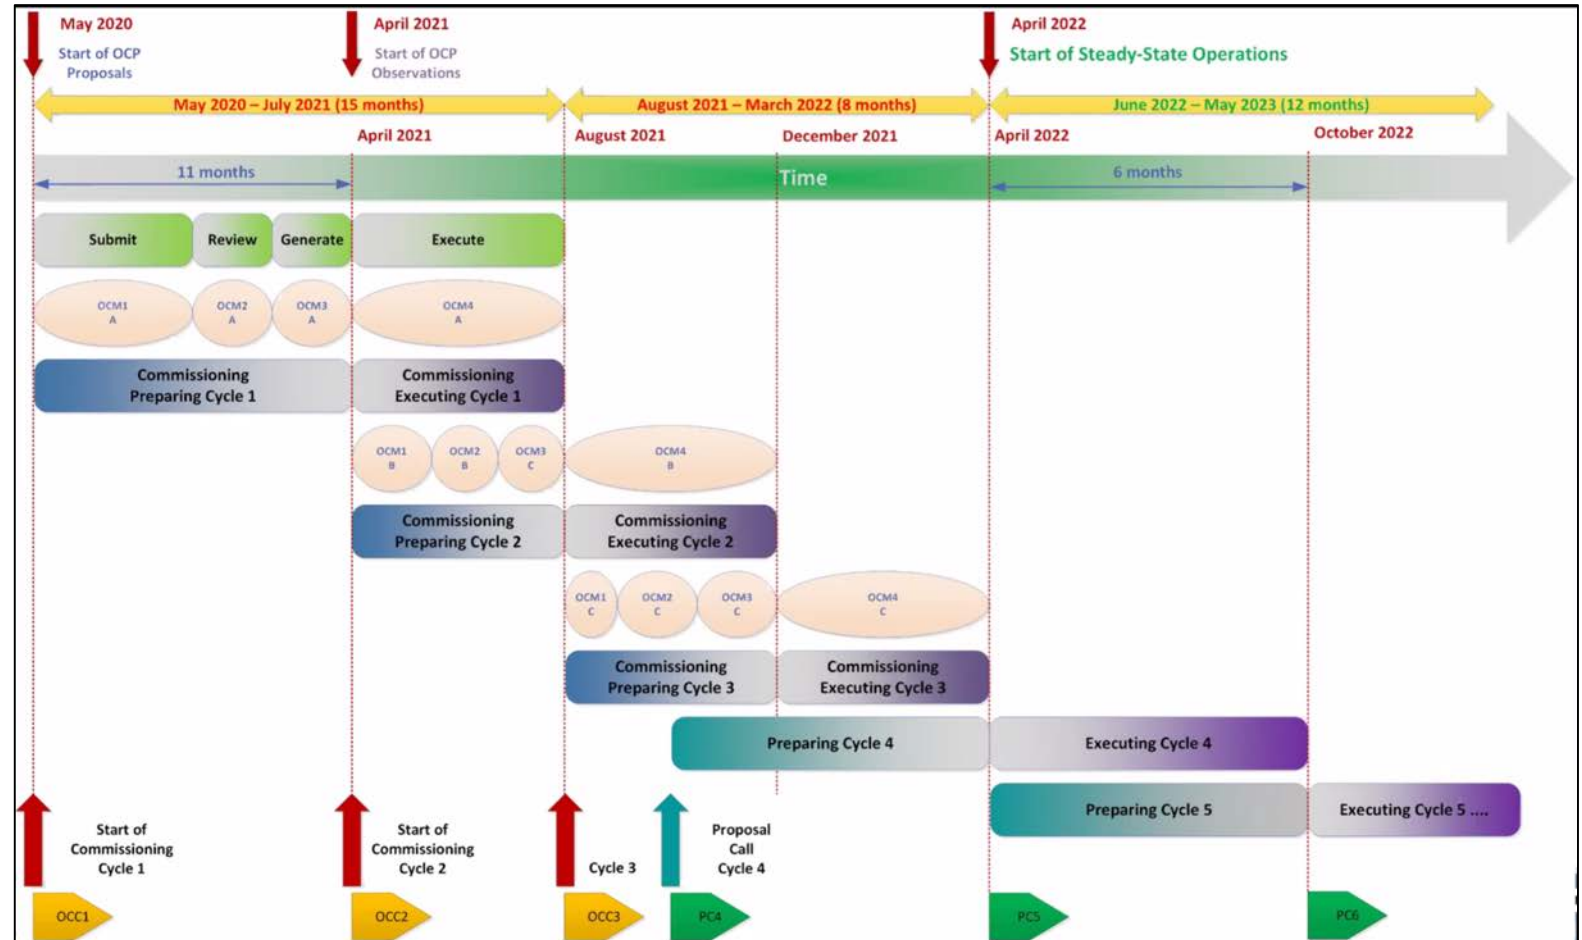 May 2020
Start of OCP
Proposals
April 2021
Start of OCP
Observations
April 2022
Start of Steady-State Operations
May 2020 – July 2021 (15 months)
August 2021 – March 2022 (8 months)
June 2022 – May 2023 (12 months)
April 2021
August 2021
December 2021
April 2022
October 2022
11 months
Time
6 months
Submit
Review
Generate
Execute
OCM1
A
OCM2
A
OCM3
A
OCM4
A
Commissioning
Preparing Cycle 1
Commissioning
Executing Cycle 1
OCM1
B
OCM2
B
OCM3
C
OCM4
B
Commissioning
Preparing Cycle 2
Commissioning
Executing Cycle 2
OCM1
C
OCM2
C
OCM3
C
OCM4
C
Commissioning
Preparing Cycle 3
Commissioning
Executing Cycle 3
Preparing Cycle 4
Executing Cycle 4
Preparing Cycle 5
Executing Cycle 5 ....
Start of
Commissioning
Cycle 1
Start of
Commissioning
Cycle 2
Cycle 3
Proposal
Call
Cycle 4
OCC1
OCC2
OCC3
PC4
PC5
PC6